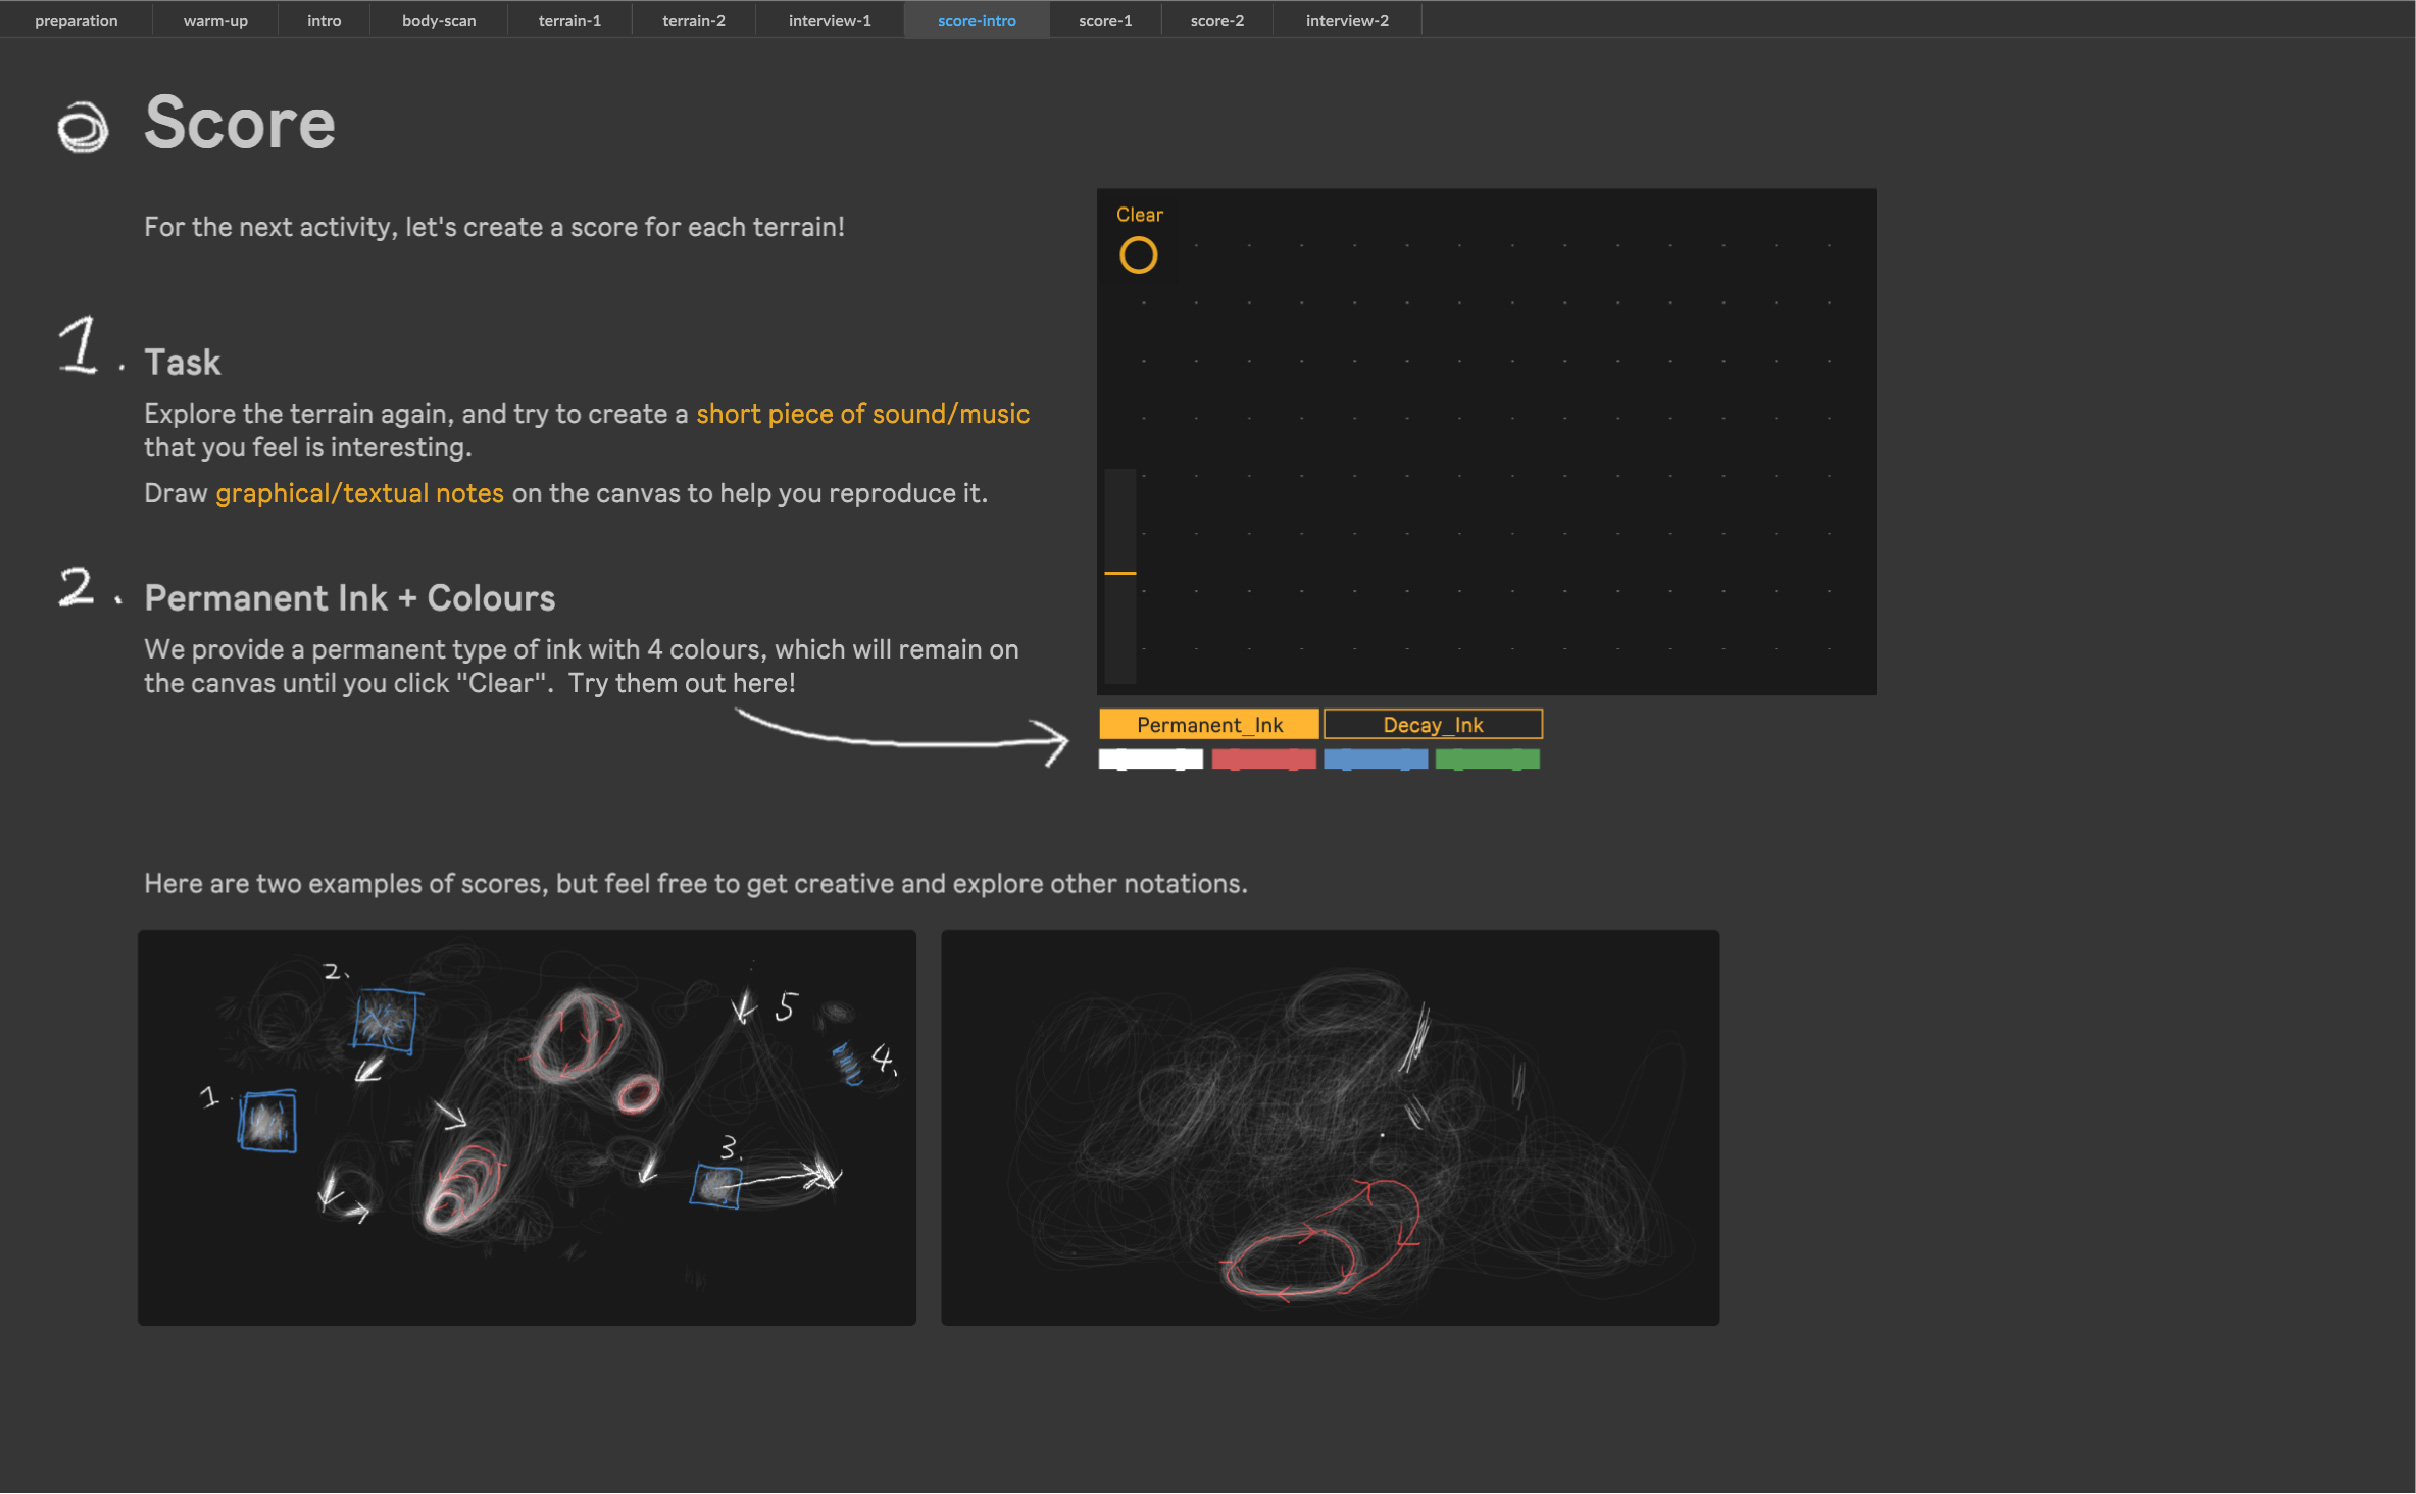 preparation
warm-up
intro
body-scan
terrain-1
terrain-2
interview-1
score-intro
score-1
score-2
interview-2
Score
For the next activity, let's create a score for each terrain!
1. Task
Explore the terrain again, and try to create a short piece of sound/music
that you feel is interesting.
Draw graphical/textual notes on the canvas to help you reproduce it.
2. Permanent Ink + Colours
We provide a permanent type of ink with 4 colours, which will remain on
the canvas until you click "Clear". Try them out here!
Clear
Permanent_Ink
Decay_Ink
Here are two examples of scores, but feel free to get creative and explore other notations.
2.
5
4.
1.
3.